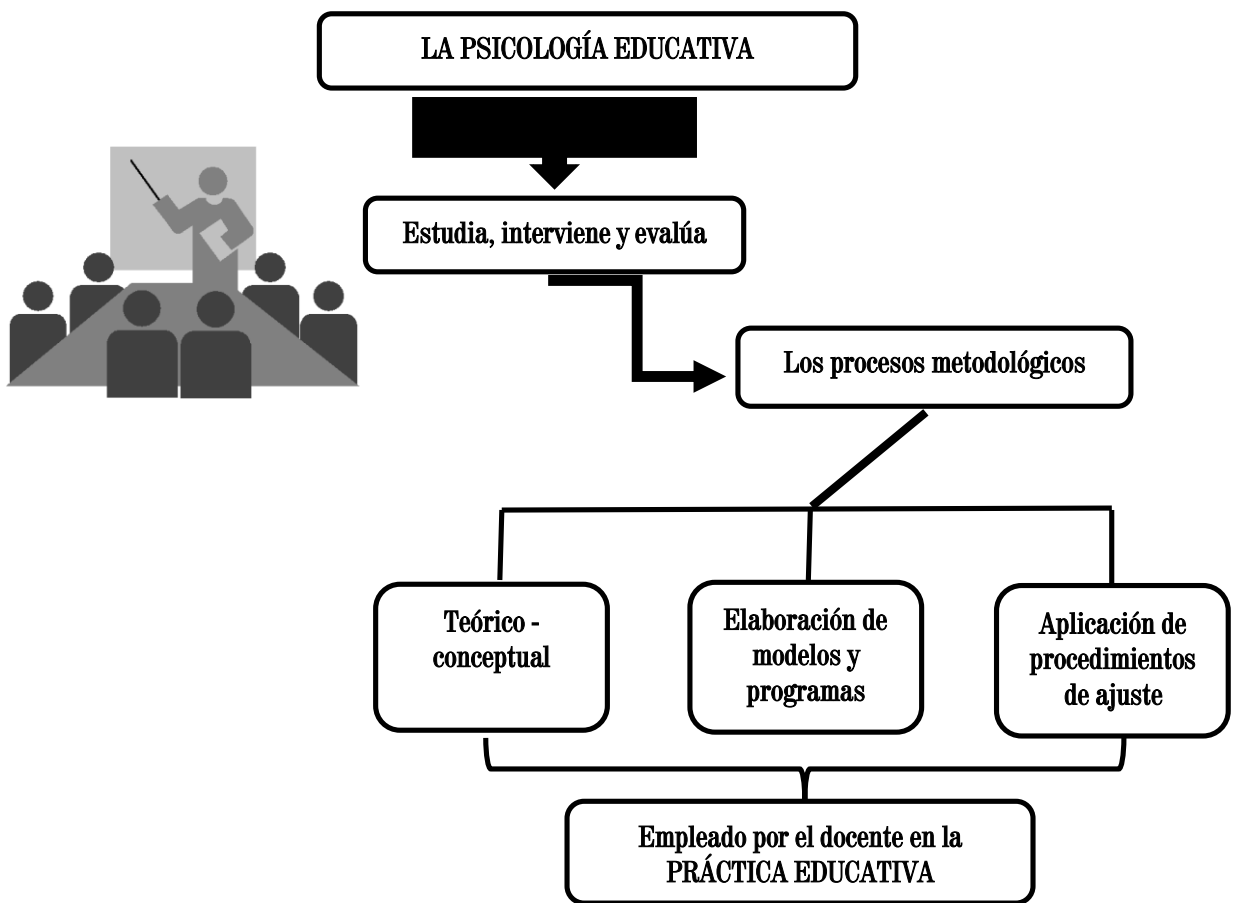 LA PSICOLOGÍA EDUCATIVA
Estudia, interviene y evalúa
Los procesos metodológicos
Teórico -
conceptual
Elaboración de
modelos y
programas
Aplicación de
procedimientos
de ajuste
Empleado por el docente en la
PRÁCTICA EDUCATIVA